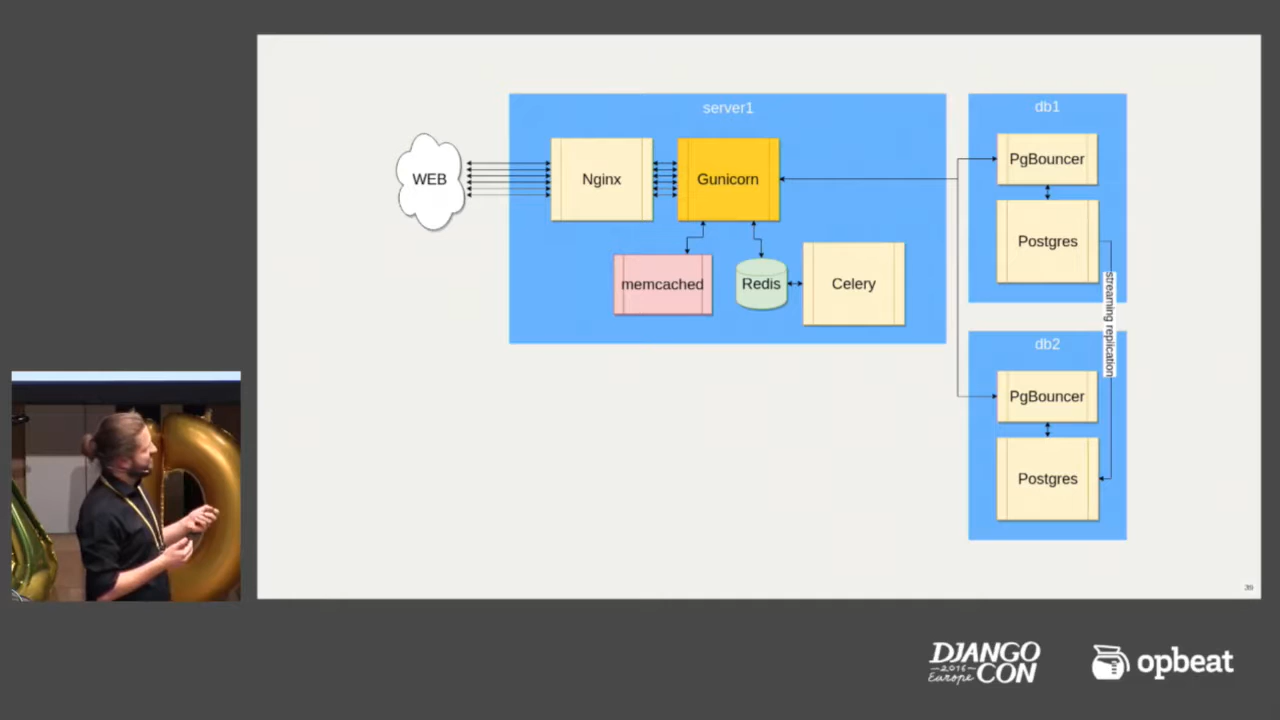 server1
db1
WEB
Nginx
Gunicorn
PgBouncer
memcached
Redis
Celery
Postgres
streaming replication
db2
PgBouncer
Postgres
39
DJANGO
2016
Europe CON
opbeat